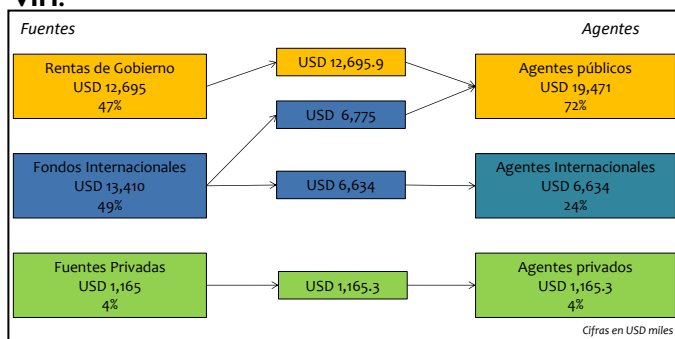 VIH.
Fuentes
Agentes
Rentas de Gobierno
USD 12,695
47%
USD 12,695.9
Agentes públicos
USD 19,471
72%
USD 6,775
Fondos Internacionales
USD 13,410
49%
USD 6,634
Agentes Internacionales
USD 6,634
24%
Fuentes Privadas
USD 1,165
4%
USD 1,165.3
Agentes privados
USD 1,165.3
4%
Cifras en USD miles